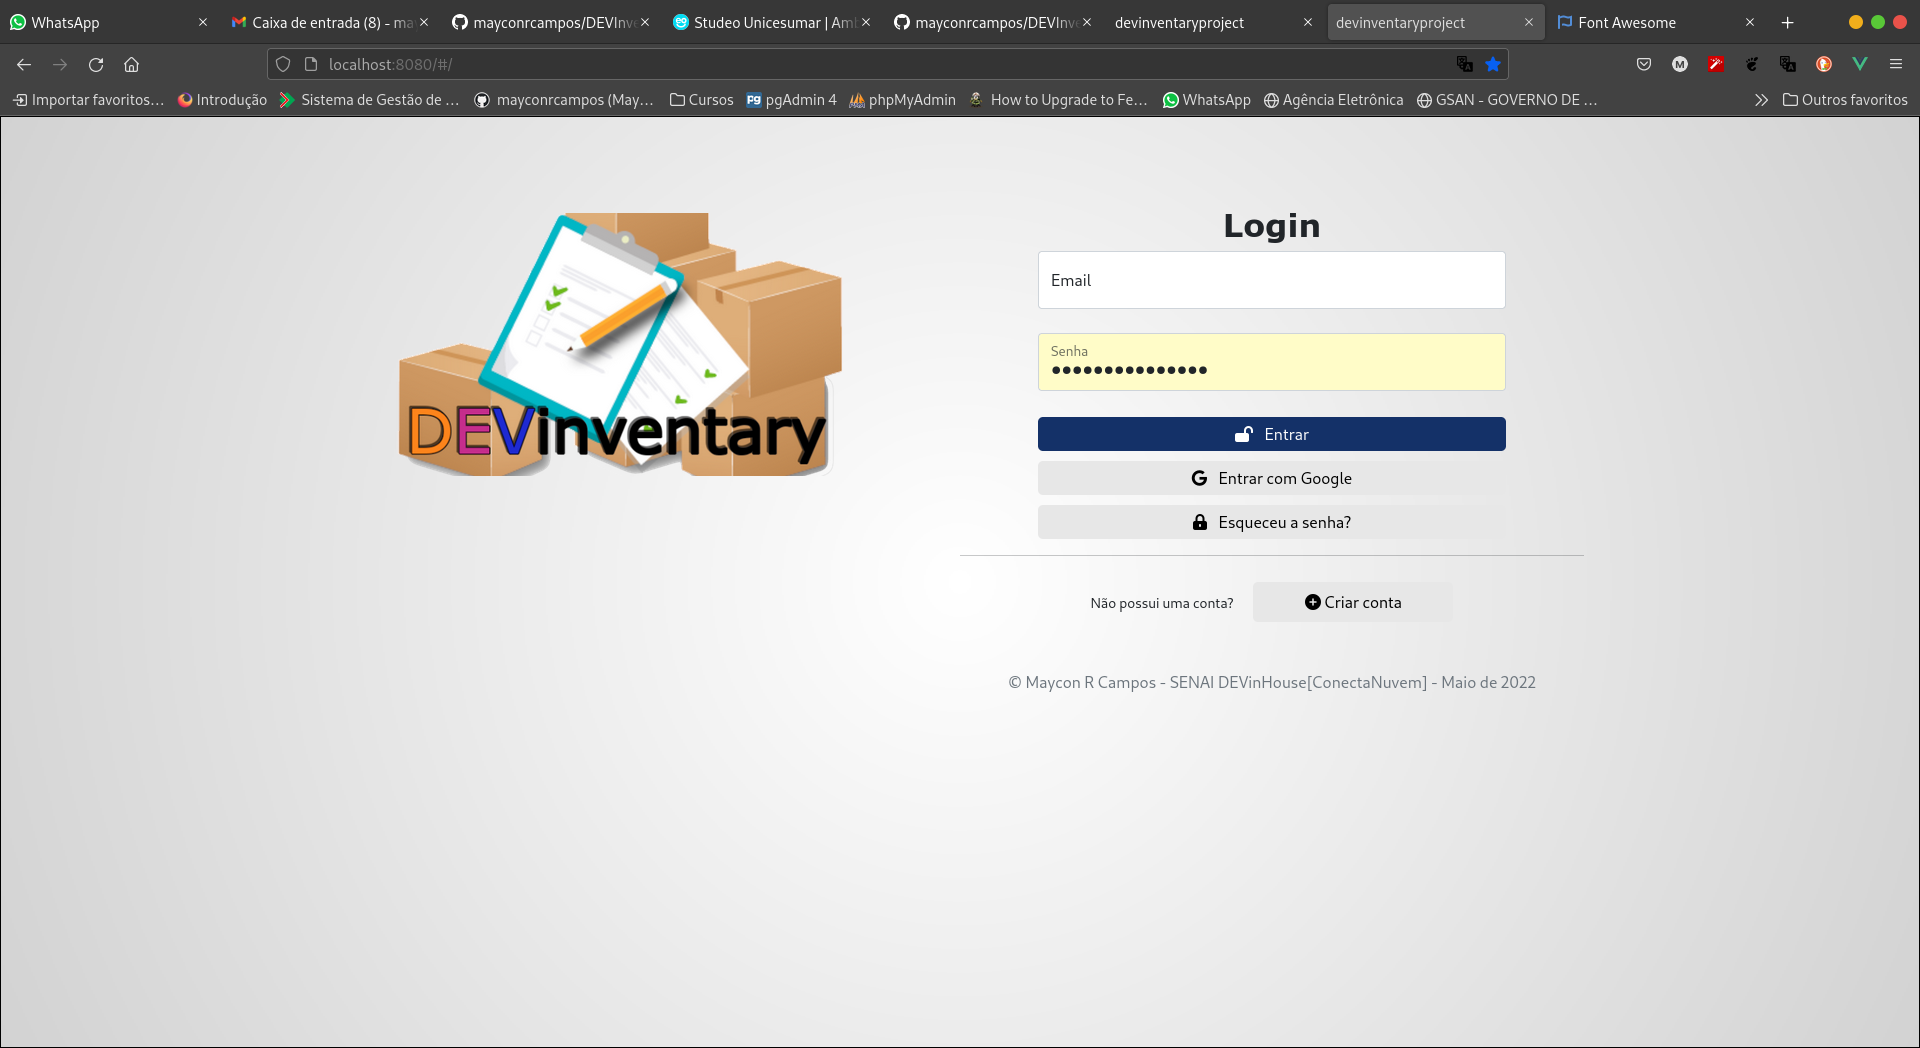 WhatsApp
Caixa de entrada (8) - ma
mayconrcampos/DEVInve
Studeo Unicesumar | Aml
mayconrcampos/DEVInve
devinventaryproject
devinventaryproject
Font Awesome
localhost:8080/#/
Importar favoritos…
Introdução
Sistema de Gestão de …
mayconrcampos (May…
Cursos
pgAdmin 4
phpMyAdmin
How to Upgrade to Fe…
WhatsApp
Agência Eletrônica
GSAN - GOVERNO DE …
Outros favoritos
DEVinventary
Login
Email
Senha
Entrar
Entrar com Google
Esqueceu a senha?
Não possui uma conta?
Criar conta
© Maycon R Campos - SENAI DEVinHouse[ConectaNuvem] - Maio de 2022